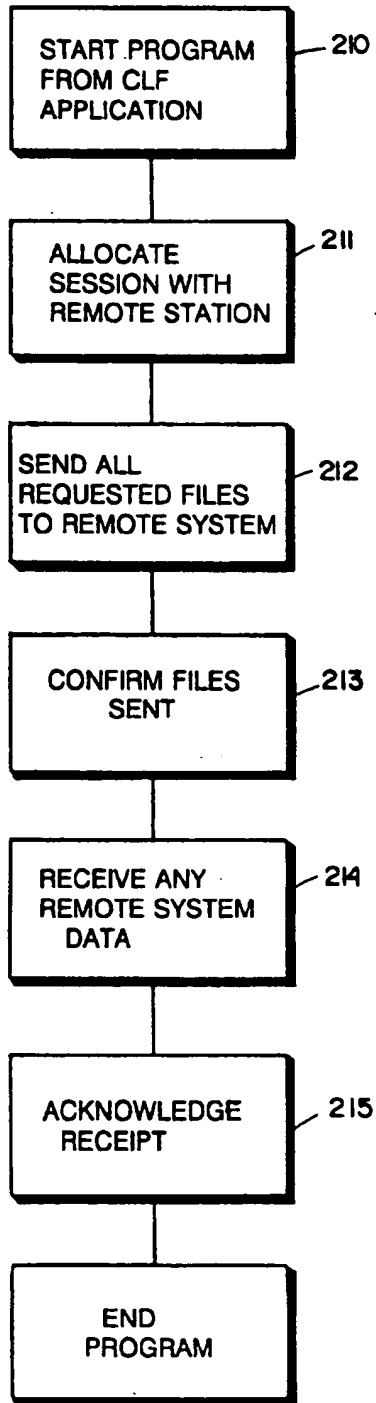 START PROGRAM
FROM CLF
APPLICATION
210
ALLOCATE
SESSION WITH
REMOTE STATION
211
SEND ALL
REQUESTED FILES
TO REMOTE SYSTEM
212
CONFIRM FILES
SENT
213
RECEIVE ANY
REMOTE SYSTEM
DATA
214
ACKNOWLEDGE
RECEIPT
215
END
PROGRAM